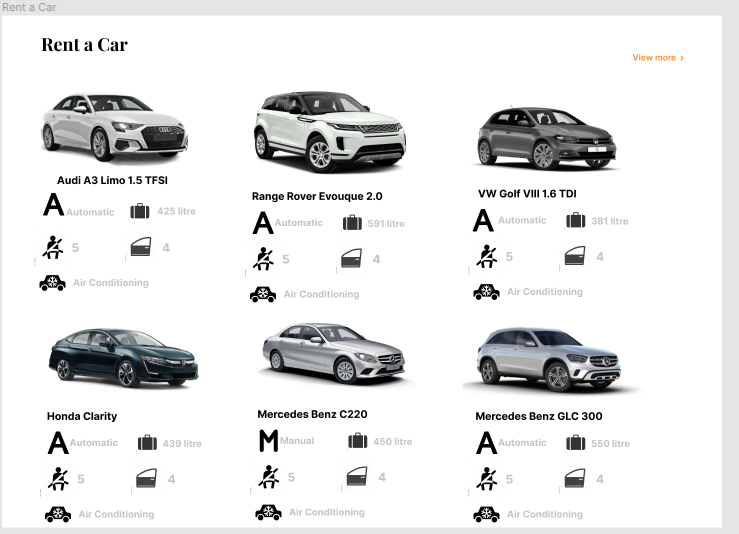 Rent a Car
Rent a Car
View more ›
Audi A3 Limo 1.5 TFSI
A Automatic 425 litre
5 4
Air Conditioning
Range Rover Evouque 2.0
A Automatic 591 litre
5 4
Air Conditioning
VW Golf VIII 1.6 TDI
A Automatic 381 litre
5 4
Air Conditioning
Honda Clarity
A Automatic 439 litre
5 4
Air Conditioning
Mercedes Benz C220
M Manual 450 litre
5 4
Air Conditioning
Mercedes Benz GLC 300
A Automatic 550 litre
5 4
Air Conditioning